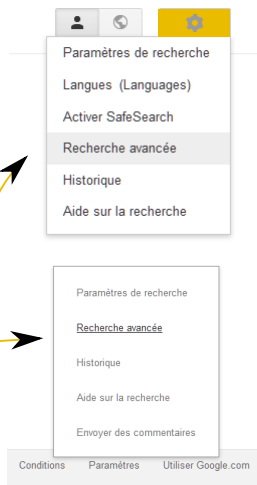 Paramètres de recherche
Langues (Languages)
Activer SafeSearch
Recherche avancée
Historique
Aide sur la recherche
Paramètres de recherche
Recherche avancée
Historique
Aide sur la recherche
Envoyer des commentaires
Conditions Paramètres Utiliser Google.com